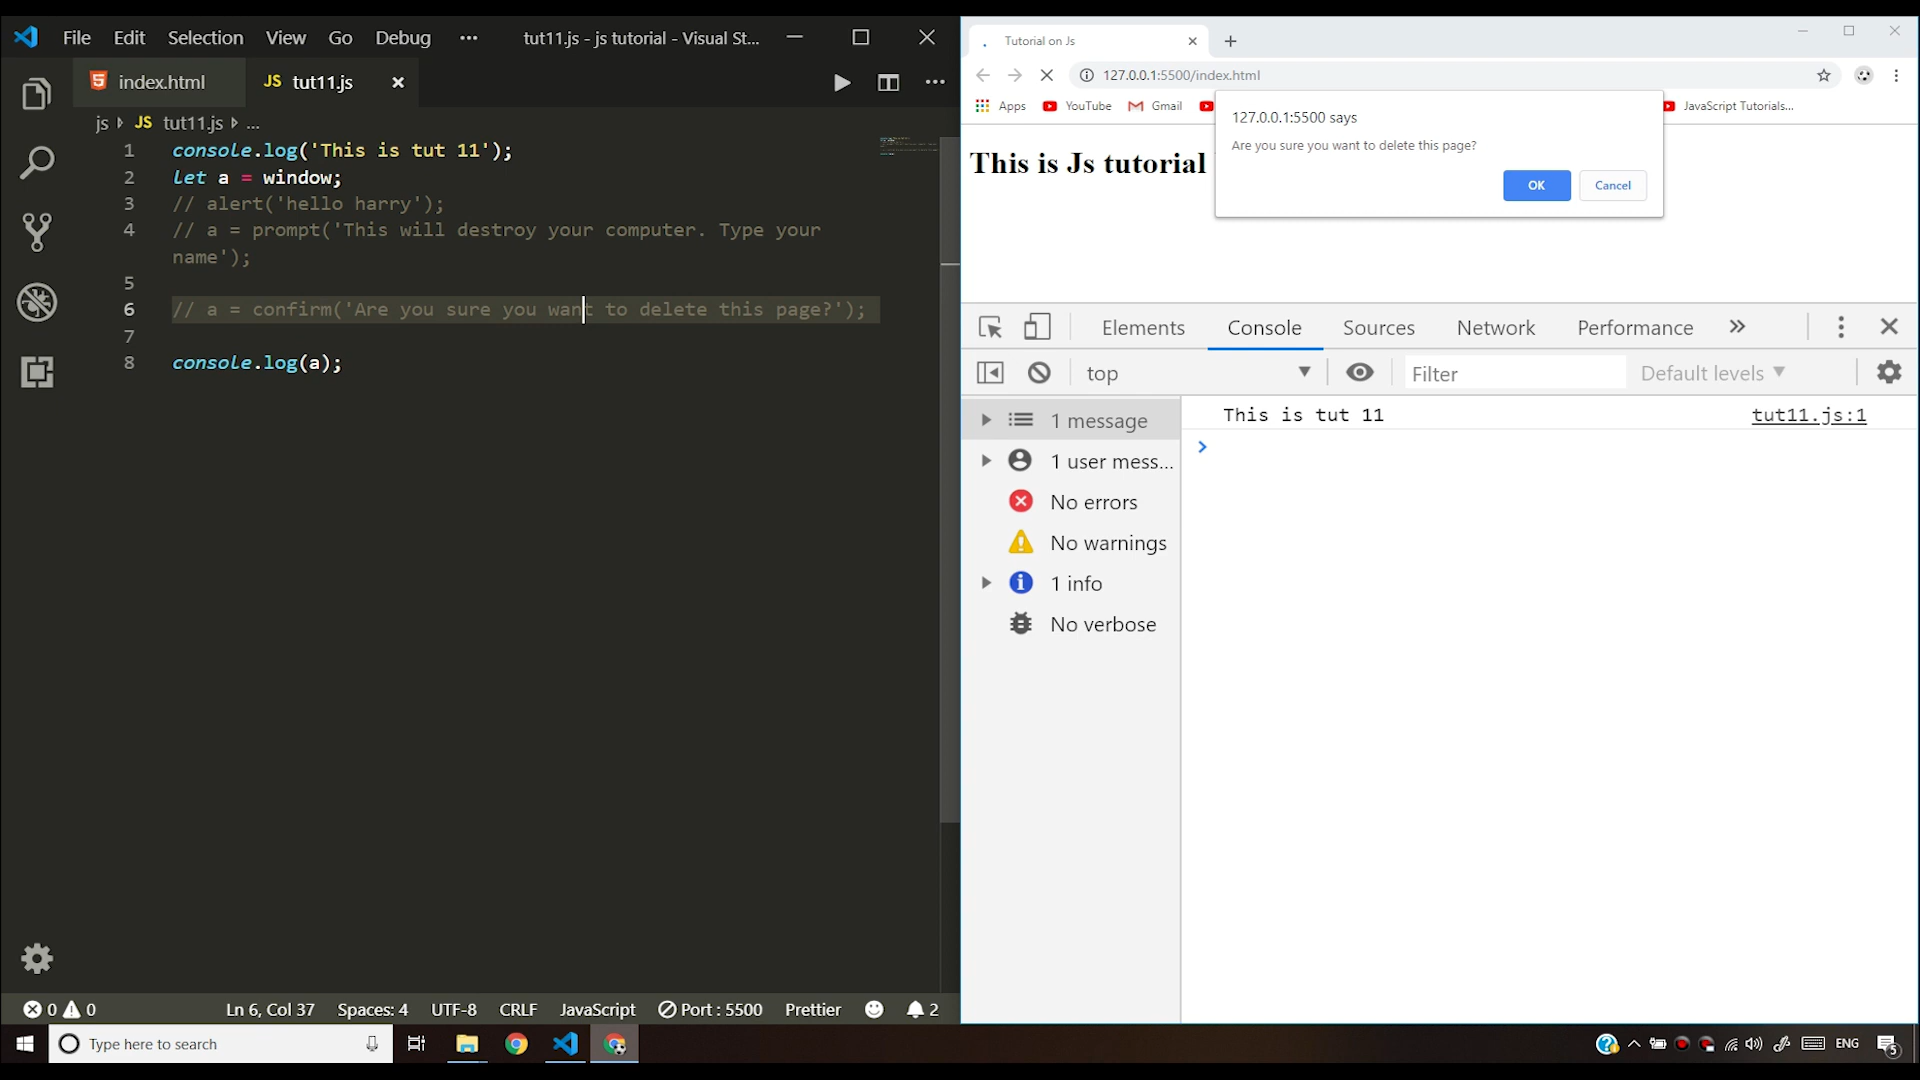 File Edit Selection View Go Debug ··· tut11.js - js tutorial - Visual St...
index.html JS tut11.js
js JS tut11.js ...
1 console.log('This is tut 11');
2 let a = window;
3 // alert('hello harry');
4 // a = prompt('This will destroy your computer. Type your
name');
5
6 // a = confirm('Are you sure you want to delete this page?');
7
8 console.log(a);
0 0 Ln 6, Col 37 Spaces: 4 UTF-8 CRLF JavaScript Port : 5500 Prettier 2
Tutorial on Js
127.0.0.1:5500/index.html
Apps YouTube Gmail JavaScript Tutorials...
127.0.0.1:5500 says
Are you sure you want to delete this page?
OK Cancel
This is Js tutorial
Elements Console Sources Network Performance »
top Filter Default levels
1 message
1 user mess...
No errors
No warnings
1 info
No verbose
This is tut 11 tut11.js:1
Type here to search
ENG 5